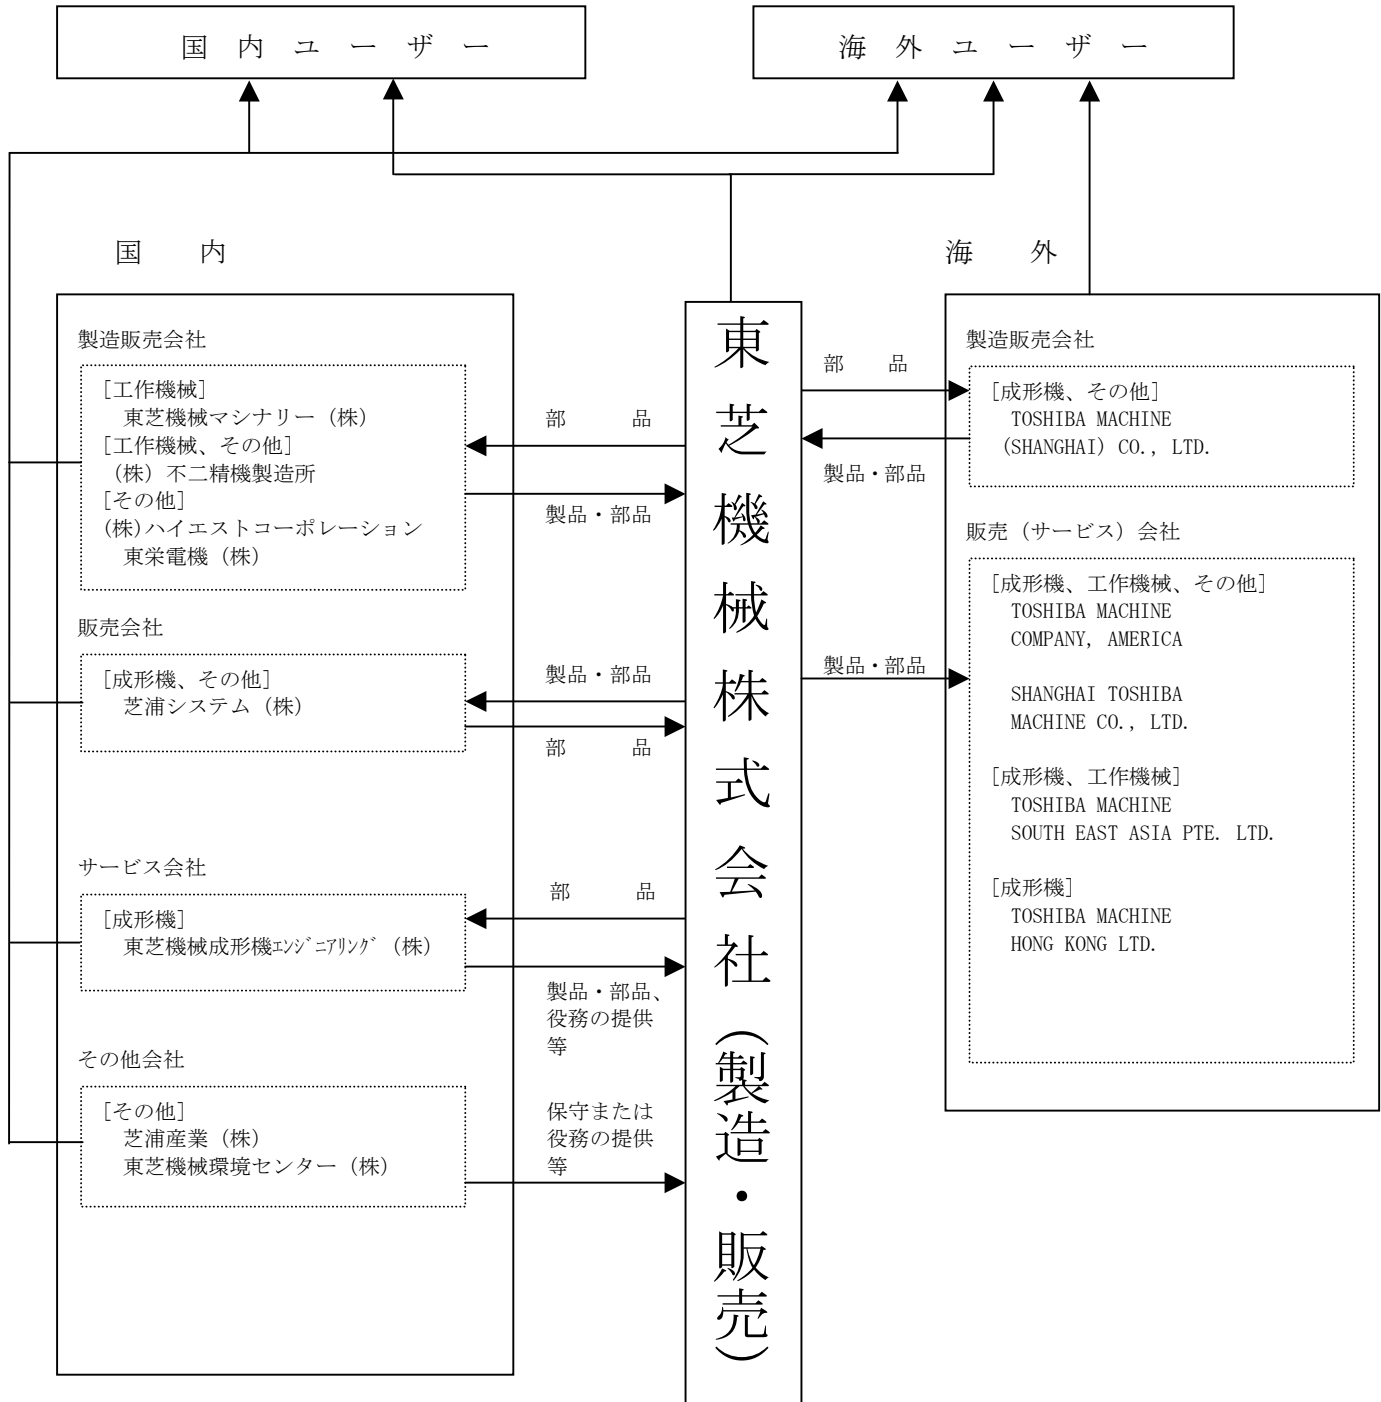 国内ユーザー
海外ユーザー
国内
製造販売会社
[工作機械]
東芝機械マシナリー（株）
[工作機械、その他]
（株）不二精機製造所
[その他]
(株)ハイエストコーポレーション
東栄電機（株）
販売会社
[成形機、その他]
芝浦システム（株）
サービス会社
[成形機]
東芝機械成形機ｴﾝｼﾞﾆｱﾘﾝｸﾞ（株）
その他会社
[その他]
芝浦産業（株）
東芝機械環境センター（株）
部品
製品・部品
製品・部品
部品
部品
製品・部品、
役務の提供
等
保守または
役務の提供
等
東芝機械株式会社（製造・販売）
部品
製品・部品
製品・部品
海外
製造販売会社
[成形機、その他]
TOSHIBA MACHINE
(SHANGHAI) CO., LTD.
販売（サービス）会社
[成形機、工作機械、その他]
TOSHIBA MACHINE
COMPANY, AMERICA
SHANGHAI TOSHIBA
MACHINE CO., LTD.
[成形機、工作機械]
TOSHIBA MACHINE
SOUTH EAST ASIA PTE. LTD.
[成形機]
TOSHIBA MACHINE
HONG KONG LTD.